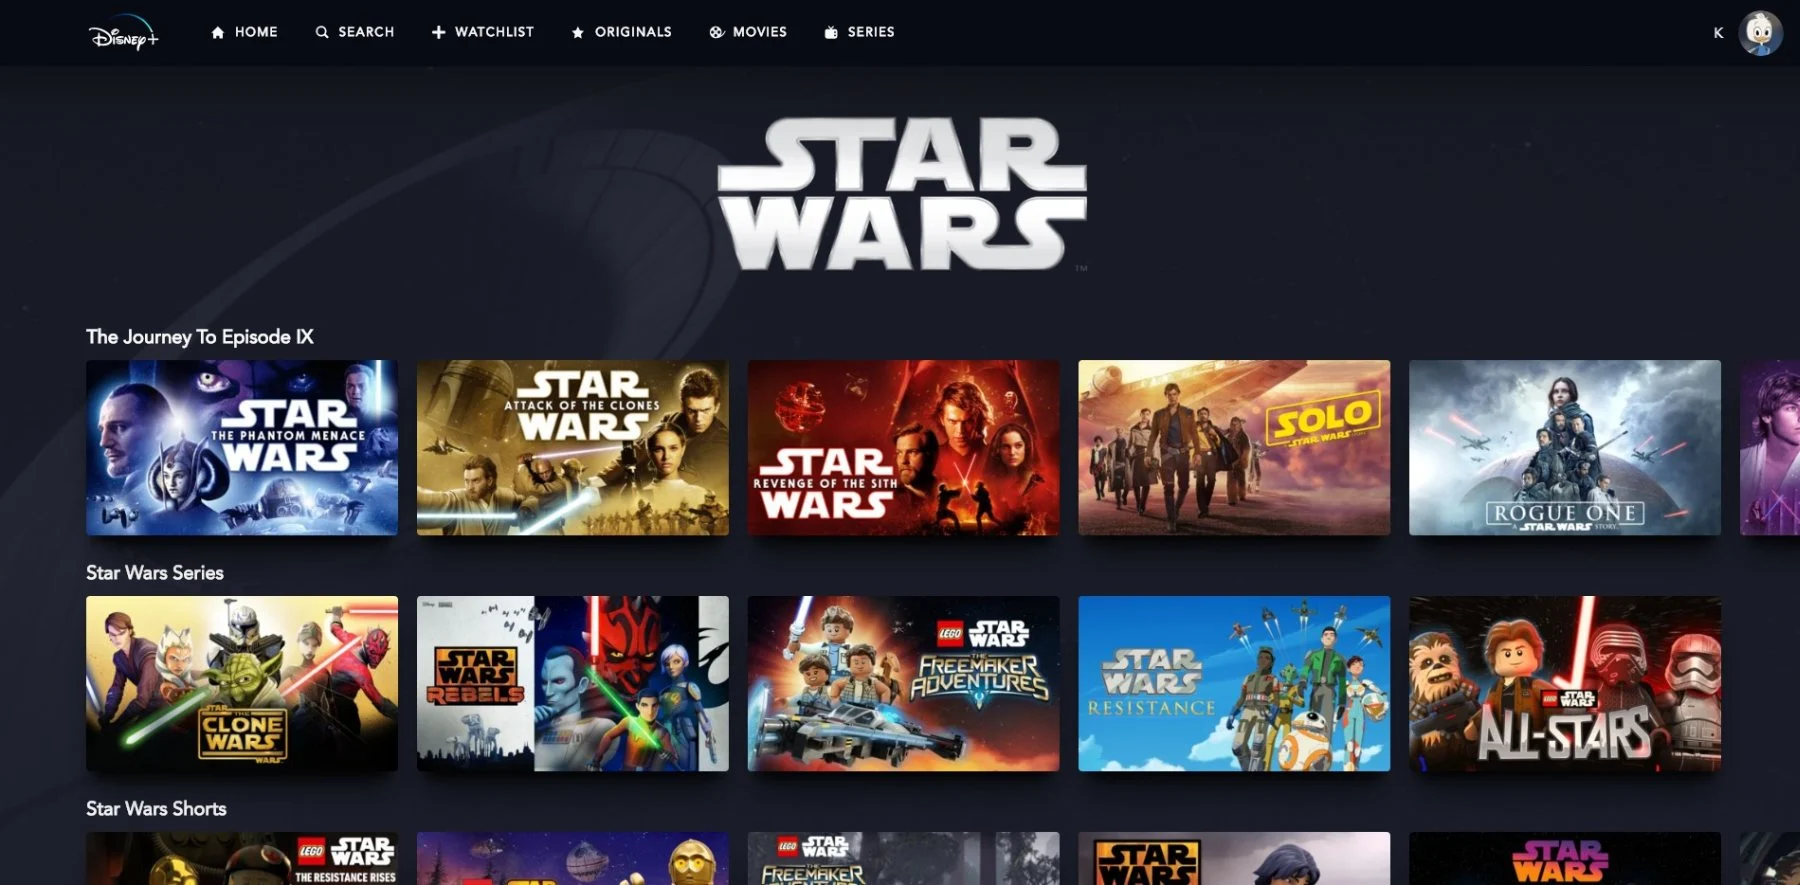 Disney+
HOME
SEARCH
WATCHLIST
ORIGINALS
MOVIES
SERIES
K
STAR
WARS
TM
The Journey To Episode IX
STAR
THE PHANTOM MENACE
WARS
STAR
ATTACK OF THE CLONES
WARS
STAR
REVENGE OF THE SITH
WARS
SOLO
A STAR WARS STORY
ROGUE ONE
A STAR WARS STORY
Star Wars Series
STAR
THE
CLONE
WARS
WARS
STAR
WARS
REBELS
LEGO STAR
WARS
THE
FREEMAKER
ADVENTURES
STAR
WARS
RESISTANCE
LEGO STAR
WARS
ALL-STARS
Star Wars Shorts
LEGO STAR
WARS
THE RESISTANCE RISES
LEGO STAR
WARS
THE
FREEMAKER
STAR
WARS
STAR
WARS